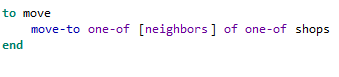 to move
move-to one-of [neighbors] of one-of shops
end